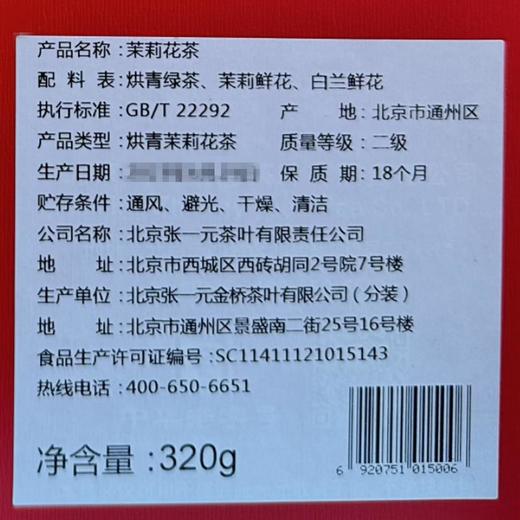 产品名称：茉莉花茶
配料表：烘青绿茶、茉莉鲜花、白兰鲜花
执行标准：GB/T 22292 产地：北京市通州区
产品类型：烘青茉莉花茶 质量等级：二级
生产日期： 保质期：18个月
贮存条件：通风、避光、干燥、清洁
公司名称：北京张一元茶叶有限责任公司
地址：北京市西城区西砖胡同2号院7号楼
生产单位：北京张一元金桥茶叶有限公司（分装）
地址：北京市通州区景盛南二街25号16号楼
食品生产许可证编号：SC11411121015143
热线电话：400-650-6651
净含量：320g
6 920751 015006